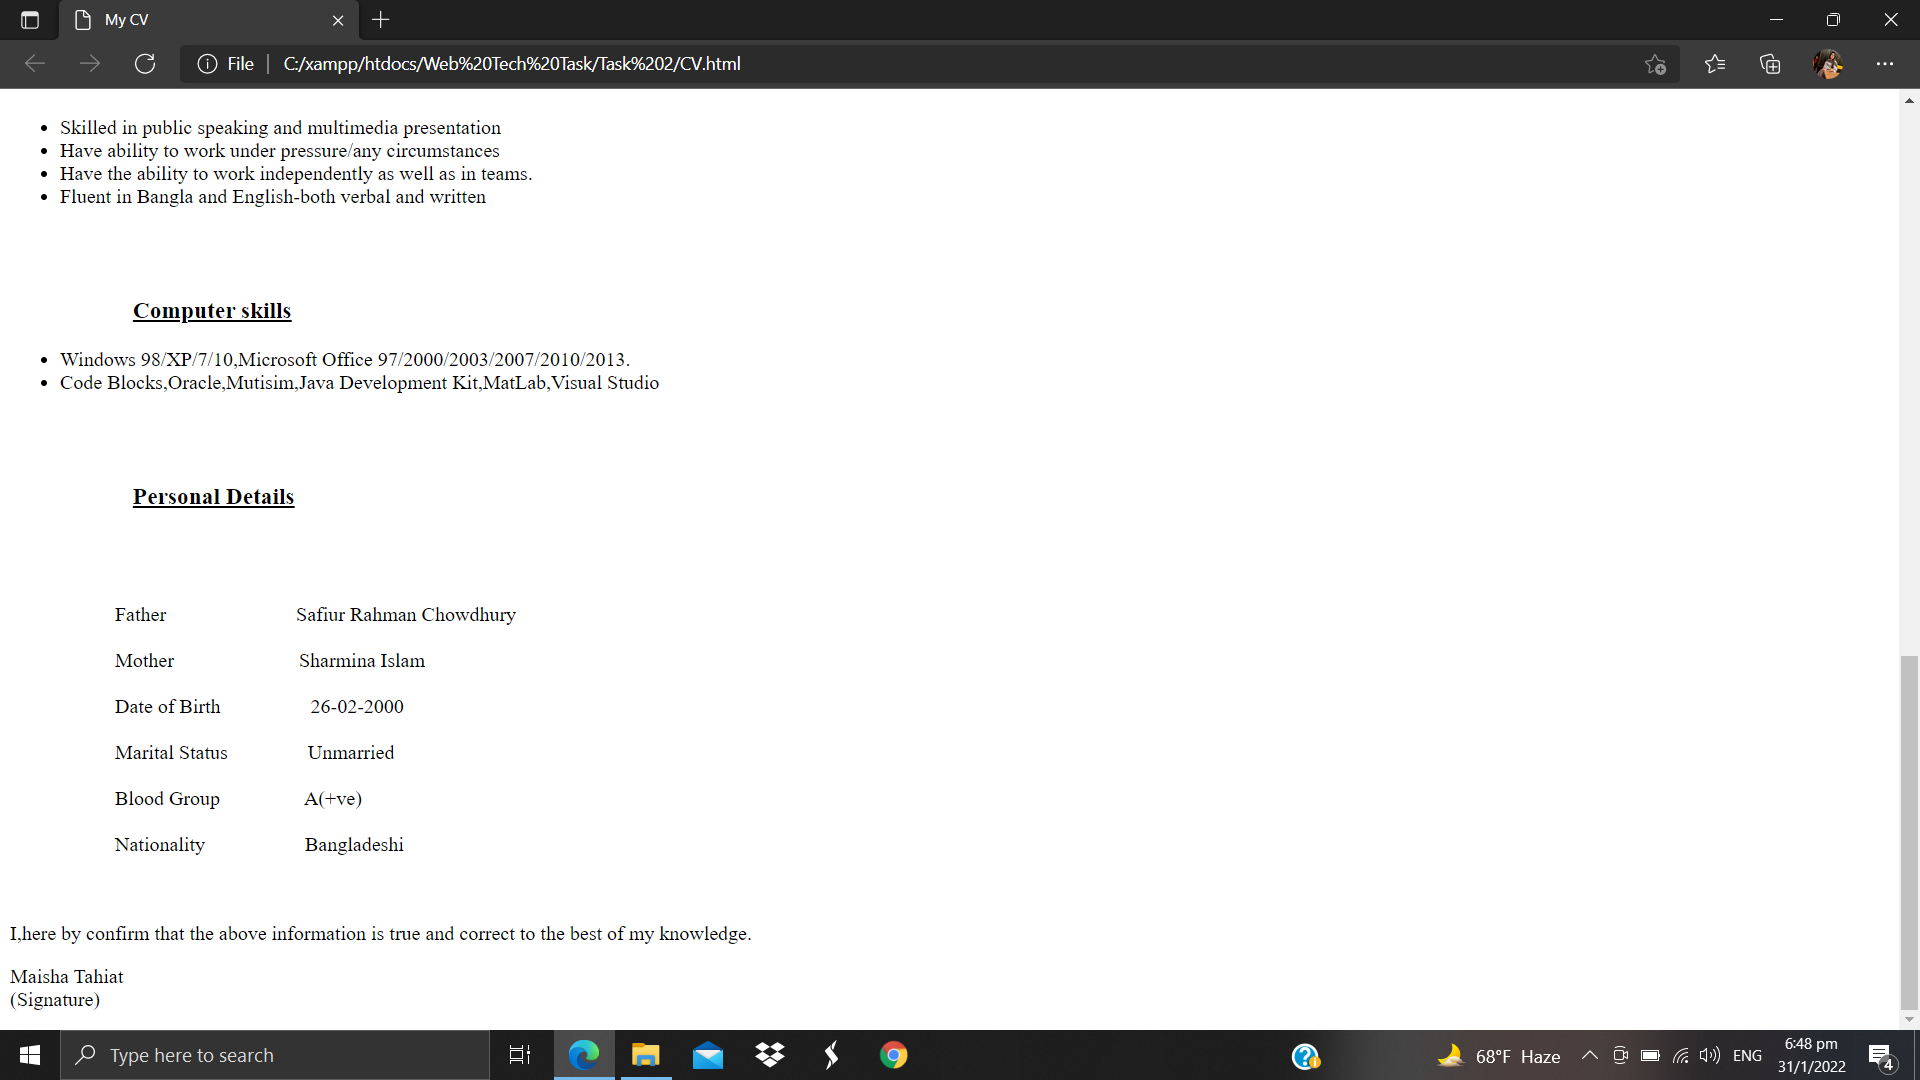 My CV
File C:/xampp/htdocs/Web%20Tech%20Task/Task%202/CV.html
Skilled in public speaking and multimedia presentation
Have ability to work under pressure/any circumstances
Have the ability to work independently as well as in teams.
Fluent in Bangla and English-both verbal and written
Computer skills
Windows 98/XP/7/10,Microsoft Office 97/2000/2003/2007/2010/2013.
Code Blocks,Oracle,Mutisim,Java Development Kit,MatLab,Visual Studio
Personal Details
Father Safiur Rahman Chowdhury
Mother Sharmina Islam
Date of Birth 26-02-2000
Marital Status Unmarried
Blood Group A(+ve)
Nationality Bangladeshi
I,here by confirm that the above information is true and correct to the best of my knowledge.
Maisha Tahiat
(Signature)
Type here to search
68°F Haze
ENG
6:48 pm
31/1/2022
4